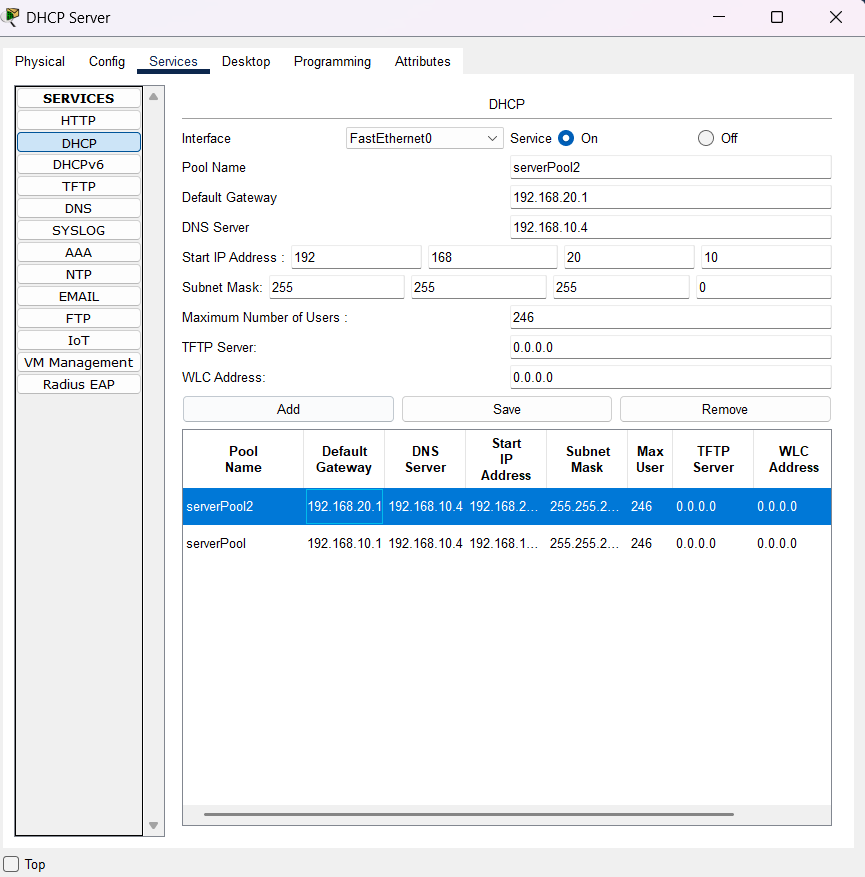 DHCP Server
Physical Config Services Desktop Programming Attributes
SERVICES
HTTP
DHCP
DHCPv6
TFTP
DNS
SYSLOG
AAA
NTP
EMAIL
FTP
IoT
VM Management
Radius EAP
DHCP
Interface FastEthernet0 Service On Off
Pool Name serverPool2
Default Gateway 192.168.20.1
DNS Server 192.168.10.4
Start IP Address : 192 168 20 10
Subnet Mask: 255 255 255 0
Maximum Number of Users : 246
TFTP Server: 0.0.0.0
WLC Address: 0.0.0.0
Add Save Remove
Pool Name Default Gateway DNS Server Start IP Address Subnet Mask Max User TFTP Server WLC Address
serverPool2 192.168.20.1 192.168.10.4 192.168.2... 255.255.2... 246 0.0.0.0 0.0.0.0
serverPool 192.168.10.1 192.168.10.4 192.168.1... 255.255.2... 246 0.0.0.0 0.0.0.0
Top